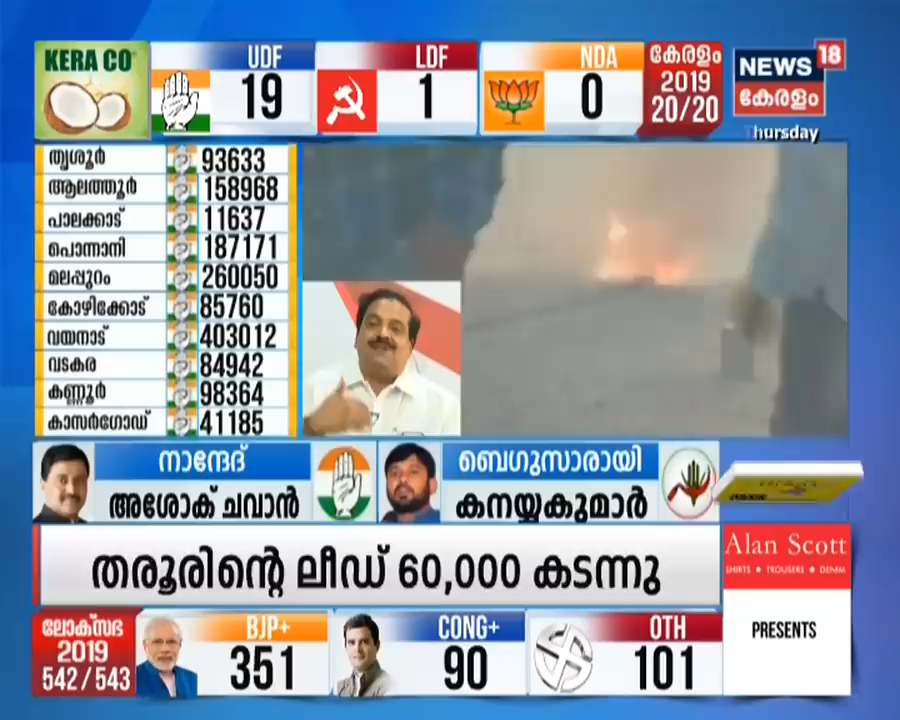 KERA CO
UDF
19
LDF
1
NDA
0
കേരളം
2019
20/20
NEWS 18
കേരളം
Thursday
തൃശൂർ 93633
ആലത്തൂർ 158968
പാലക്കാട് 11637
പൊന്നാനി 187171
മലപ്പുറം 260050
കോഴിക്കോട് 85760
വയനാട് 403012
വടകര 84942
കണ്ണൂർ 98364
കാസർഗോഡ് 41185
നാന്ദേദ്
അശോക് ചവാൻ
ബെഗുസാരായി
കനയ്യകുമാർ
തരൂരിന്റെ ലീഡ് 60,000 കടന്നു
Alan Scott
SHIRTS • TROUSERS • DENIM
PRESENTS
ലോക്സഭ
2019
542/543
BJP+
351
CONG+
90
OTH
101